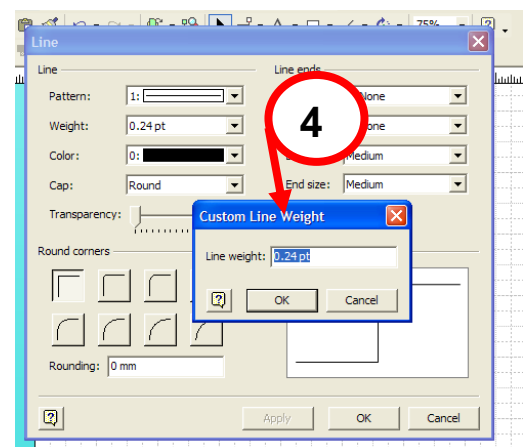 75%
Line
Line
Line ends
Pattern:
1:
None
Weight:
0.24 pt
4
Color:
0:
Medium
Cap:
Round
End size:
Medium
Transparency:
Custom Line Weight
Line weight:
0.24 pt
OK
Cancel
Round corners
Rounding:
0 mm
Apply
OK
Cancel